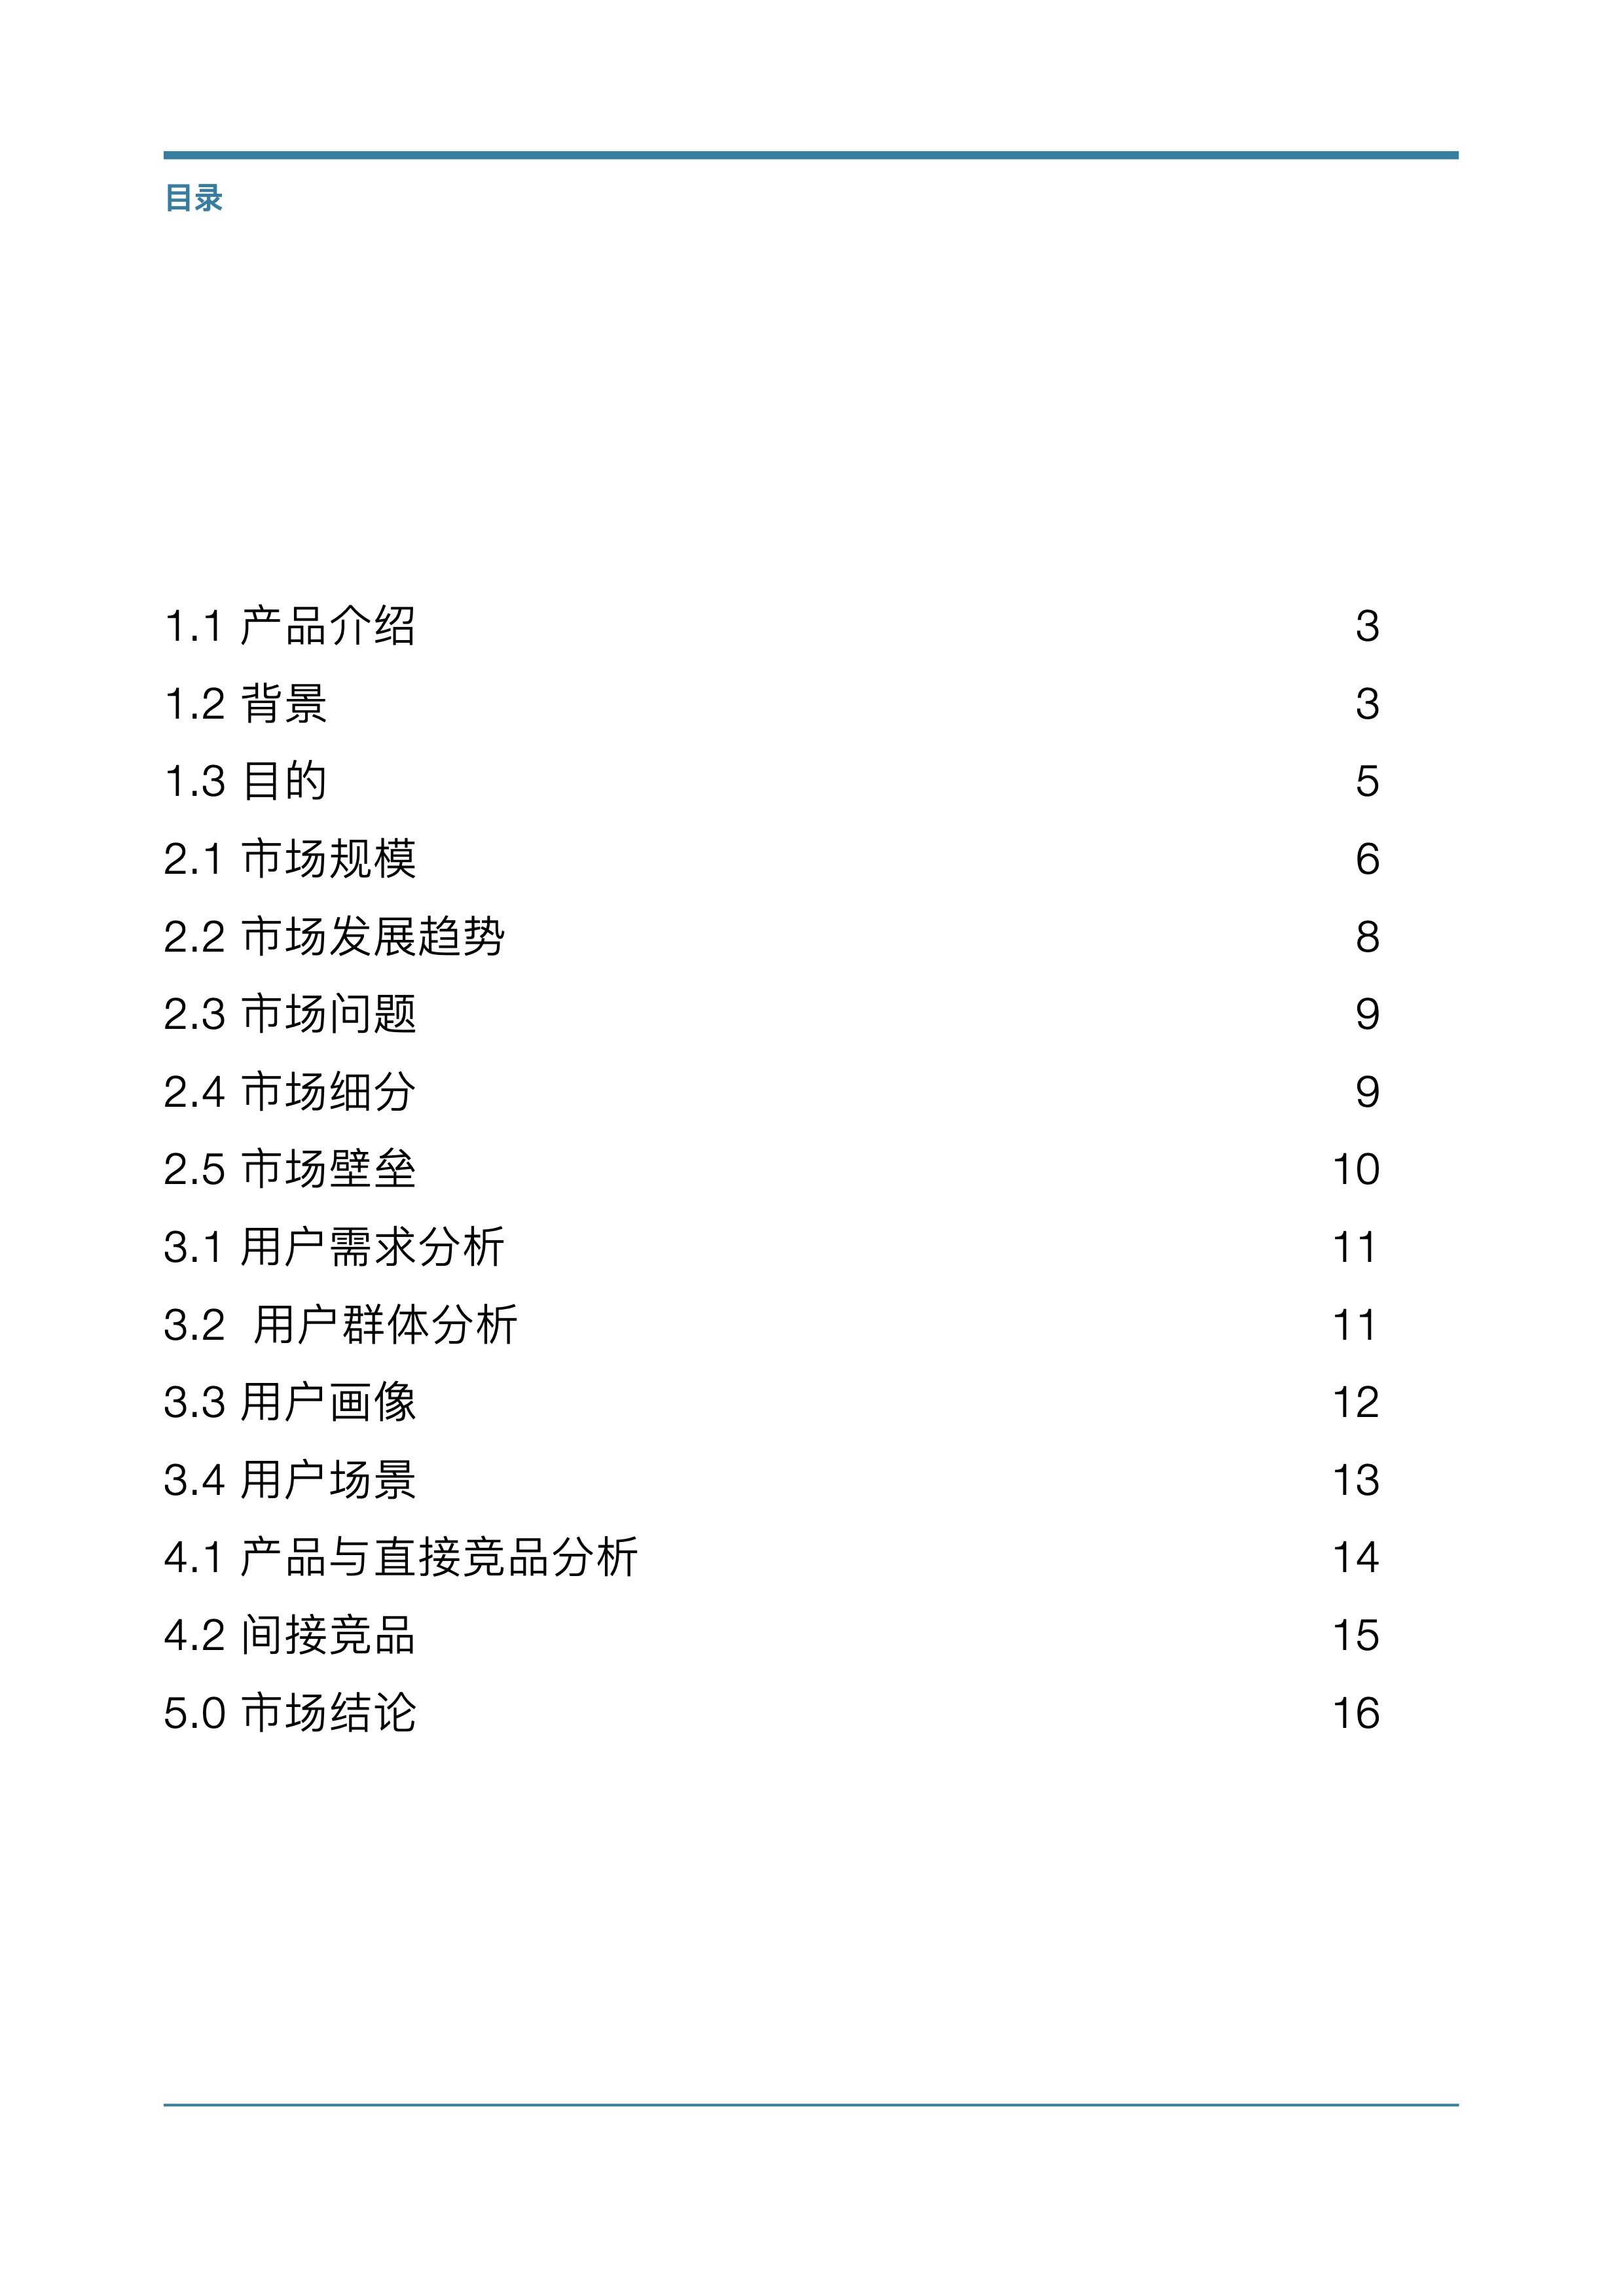 目录
1.1 产品介绍 3
1.2 背景 3
1.3 目的 5
2.1 市场规模 6
2.2 市场发展趋势 8
2.3 市场问题 9
2.4 市场细分 9
2.5 市场壁垒 10
3.1 用户需求分析 11
3.2  用户群体分析 11
3.3 用户画像 12
3.4 用户场景 13
4.1 产品与直接竞品分析 14
4.2 间接竞品 15
5.0 市场结论 16